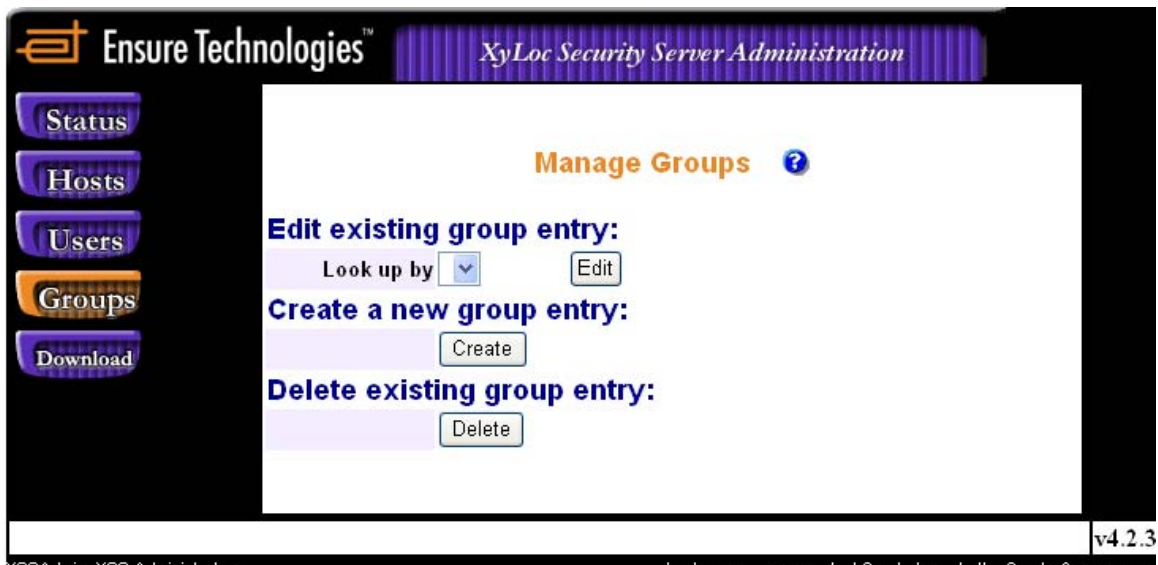 Ensure Technologies™
XyLoc Security Server Administration
Status
Hosts
Users
Groups
Download
Manage Groups ?
Edit existing group entry:
Look up by
Edit
Create a new group entry:
Create
Delete existing group entry:
Delete
v4.2.3